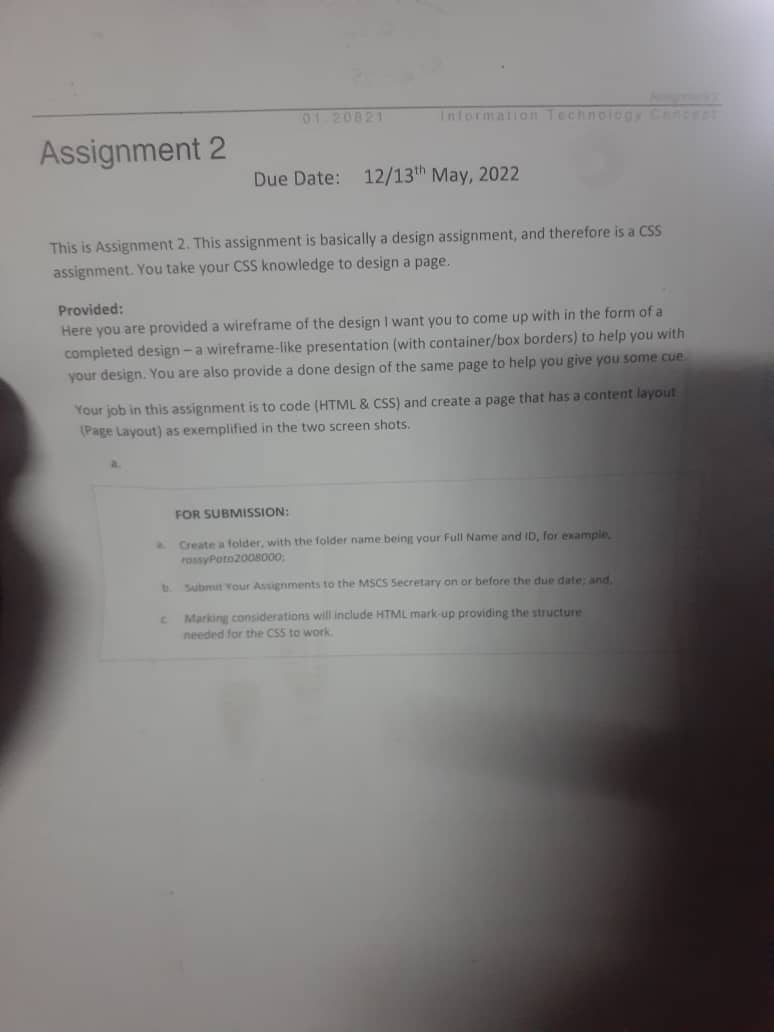 01 20821 Information Technology Concept
Assignment 2
Due Date: 12/13th May, 2022
This is Assignment 2. This assignment is basically a design assignment, and therefore is a CSS
assignment. You take your CSS knowledge to design a page.
Provided:
Here you are provided a wireframe of the design I want you to come up with in the form of a
completed design – a wireframe-like presentation (with container/box borders) to help you with
your design. You are also provide a done design of the same page to help you give you some cue.
Your job in this assignment is to code (HTML & CSS) and create a page that has a content layout
(Page Layout) as exemplified in the two screen shots.
a.
FOR SUBMISSION:
a. Create a folder, with the folder name being your Full Name and ID, for example,
rossyPoto2008000;
b. Submit Your Assignments to the MSCS Secretary on or before the due date; and,
c. Marking considerations will include HTML mark-up providing the structure
needed for the CSS to work.